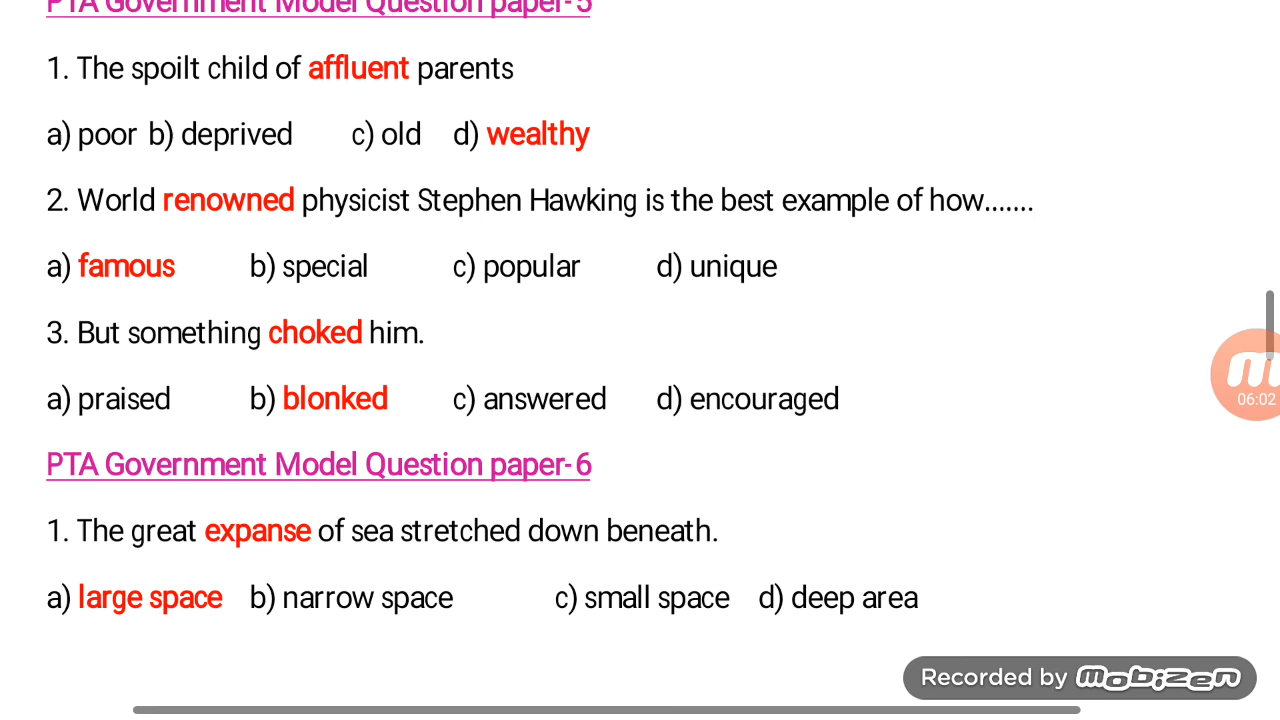 PTA Government Model Question paper-5
1. The spoilt child of affluent parents
a) poor b) deprived c) old d) wealthy
2. World renowned physicist Stephen Hawking is the best example of how.......
a) famous b) special c) popular d) unique
3. But something choked him.
a) praised b) blonked c) answered d) encouraged
PTA Government Model Question paper-6
1. The great expanse of sea stretched down beneath.
a) large space b) narrow space c) small space d) deep area
06:02
Recorded by Mobizen